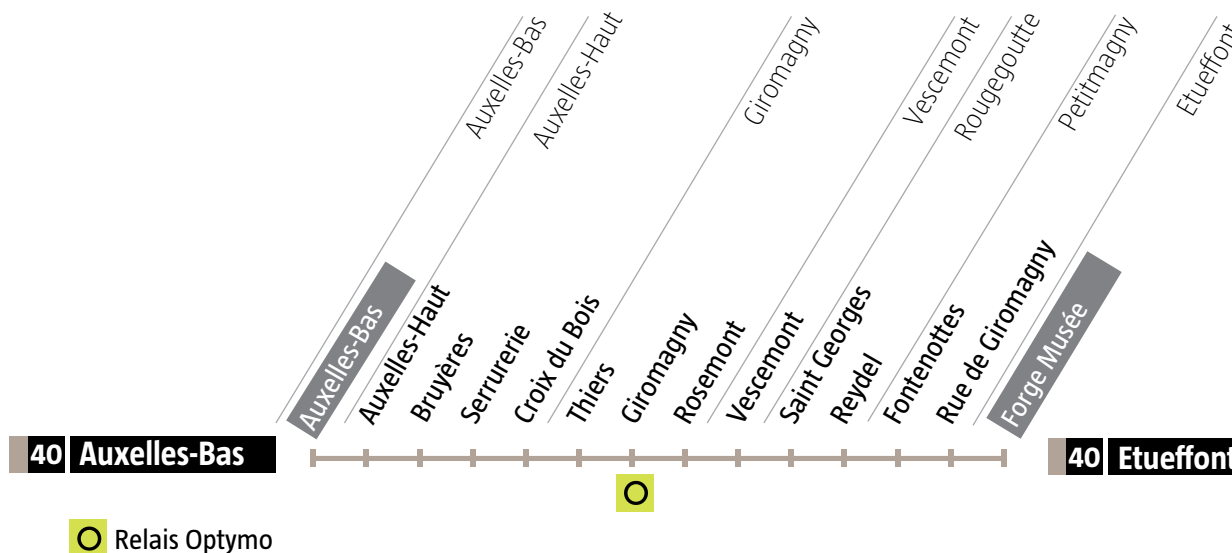 Auxelles-Bas
Auxelles-Haut
Giromagny
Vescemont
Rougegoutte
Petitmagny
Etueffont
Auxelles-Bas
Auxelles-Haut
Bruyères
Serrurerie
Croix du Bois
Thiers
Giromagny
Rosemont
Vescemont
Saint Georges
Reydel
Fontenottes
Rue de Giromagny
Forge Musée
40 Auxelles-Bas
40 Etueffont
Relais Optymo